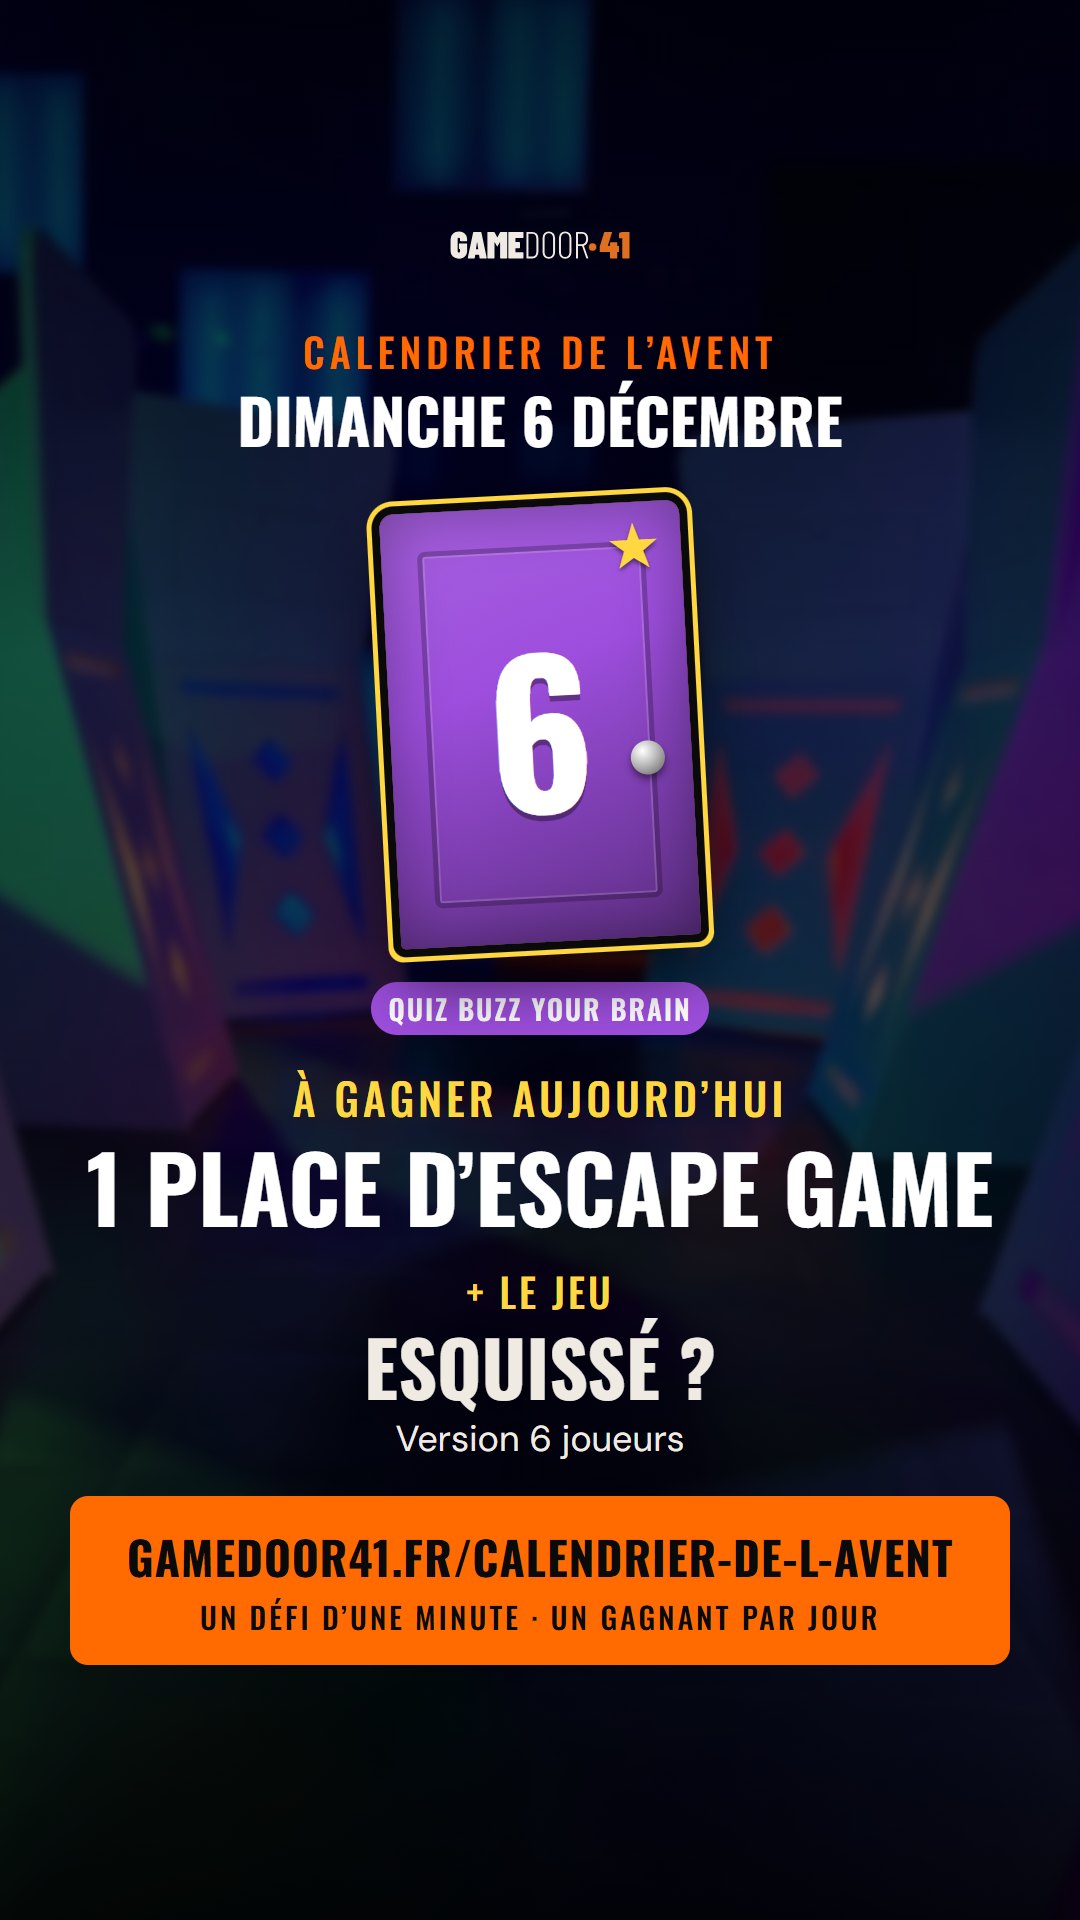 GAMEDOOR·41
CALENDRIER DE L’AVENT
DIMANCHE 6 DÉCEMBRE
6
QUIZ BUZZ YOUR BRAIN
À GAGNER AUJOURD’HUI
1 PLACE D’ESCAPE GAME
+ LE JEU
ESQUISSÉ ?
Version 6 joueurs
GAMEDOOR41.FR/CALENDRIER-DE-L-AVENT
UN DÉFI D’UNE MINUTE · UN GAGNANT PAR JOUR